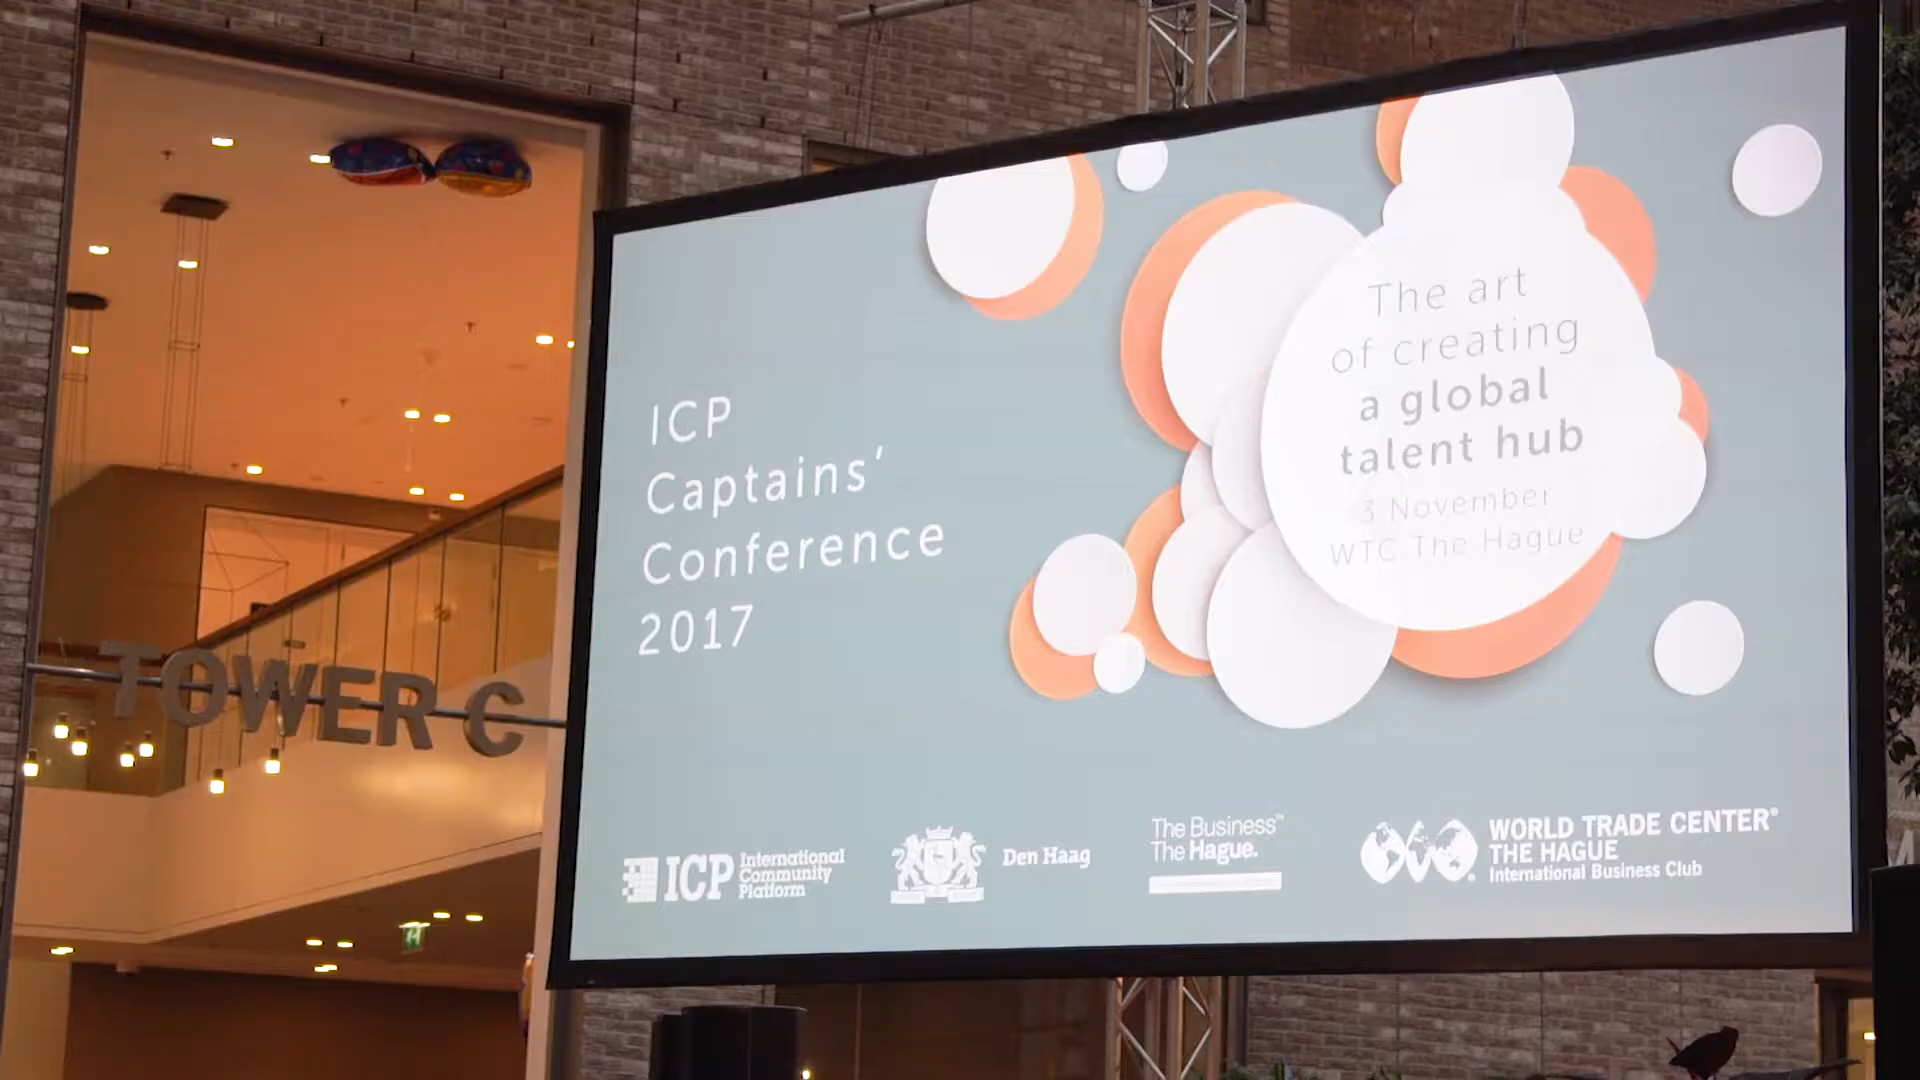 TOWER C
ICP
Captains’
Conference
2017
The art
of creating
a global
talent hub
3 November
WTC The Hague
ICP International
Community
Platform
Den Haag
The Business™
The Hague.
WORLD TRADE CENTER®
THE HAGUE
International Business Club